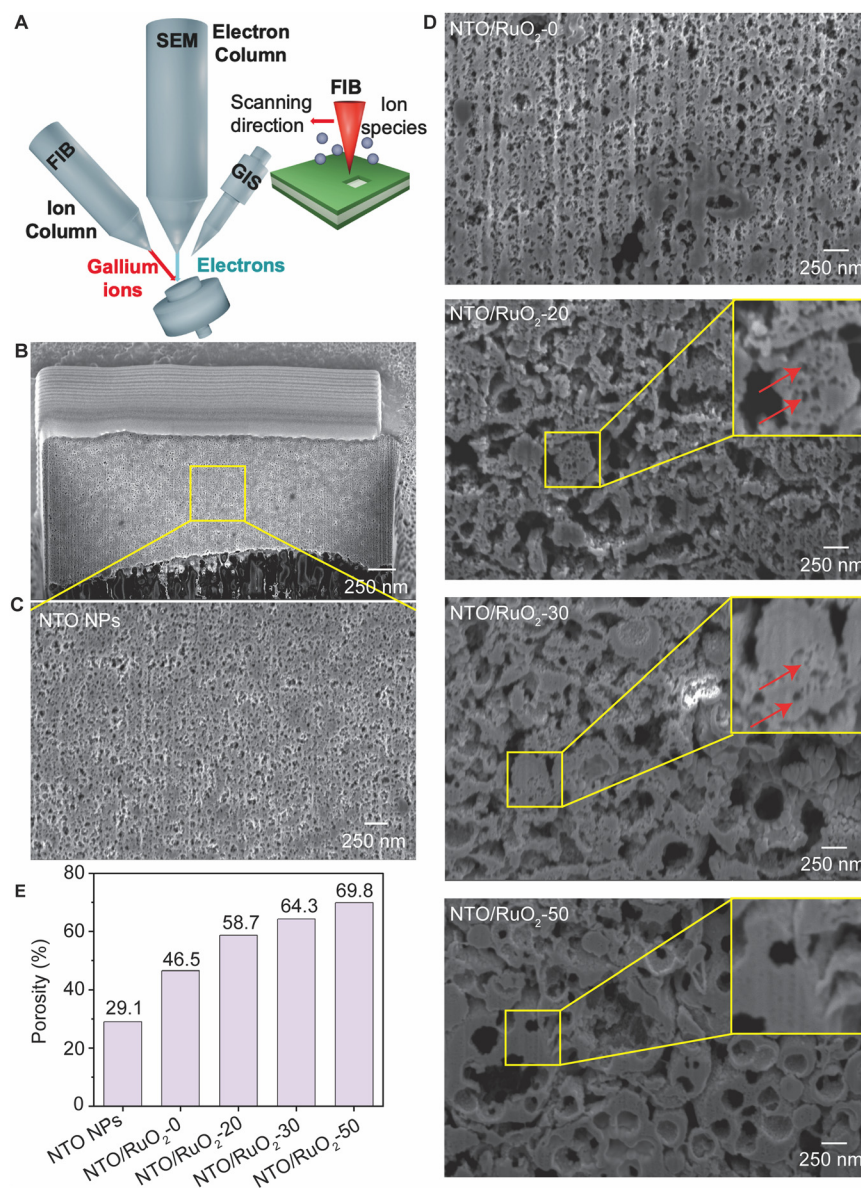 A
SEM
Electron
Column
FIB
Ion
Column
GIS
Gallium
ions
Electrons
FIB
Scanning
direction
Ion
species
B
250 nm
C
NTO NPs
250 nm
D
NTO/RuO₂-0
250 nm
NTO/RuO₂-20
250 nm
NTO/RuO₂-30
250 nm
NTO/RuO₂-50
250 nm
E
Porosity (%)
80
60
40
20
0
29.1
46.5
58.7
64.3
69.8
NTO NPs
NTO/RuO₂-0
NTO/RuO₂-20
NTO/RuO₂-30
NTO/RuO₂-50